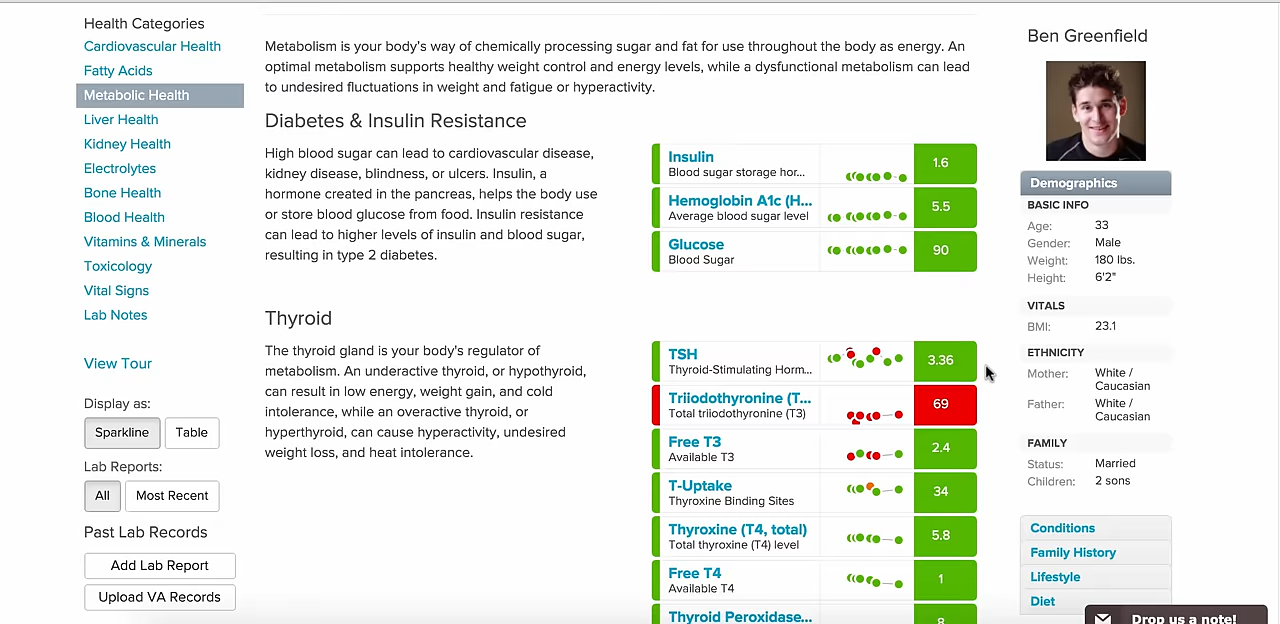 Health Categories
Cardiovascular Health
Fatty Acids
Metabolic Health
Liver Health
Kidney Health
Electrolytes
Bone Health
Blood Health
Vitamins & Minerals
Toxicology
Vital Signs
Lab Notes
View Tour
Display as:
Sparkline Table
Lab Reports:
All Most Recent
Past Lab Records
Add Lab Report
Upload VA Records
Metabolism is your body's way of chemically processing sugar and fat for use throughout the body as energy. An
optimal metabolism supports healthy weight control and energy levels, while a dysfunctional metabolism can lead
to undesired fluctuations in weight and fatigue or hyperactivity.
Diabetes & Insulin Resistance
High blood sugar can lead to cardiovascular disease,
kidney disease, blindness, or ulcers. Insulin, a
hormone created in the pancreas, helps the body use
or store blood glucose from food. Insulin resistance
can lead to higher levels of insulin and blood sugar,
resulting in type 2 diabetes.
Insulin 1.6
Blood sugar storage hor...
Hemoglobin A1c (H... 5.5
Average blood sugar level
Glucose 90
Blood Sugar
Thyroid
The thyroid gland is your body's regulator of
metabolism. An underactive thyroid, or hypothyroid,
can result in low energy, weight gain, and cold
intolerance, while an overactive thyroid, or
hyperthyroid, can cause hyperactivity, undesired
weight loss, and heat intolerance.
TSH 3.36
Thyroid-Stimulating Horm...
Triiodothyronine (T... 69
Total triiodothyronine (T3)
Free T3 2.4
Available T3
T-Uptake 34
Thyroxine Binding Sites
Thyroxine (T4, total) 5.8
Total thyroxine (T4) level
Free T4 1
Available T4
Thyroid Peroxidase... 8
Ben Greenfield
Demographics
BASIC INFO
Age: 33
Gender: Male
Weight: 180 lbs.
Height: 6'2"
VITALS
BMI: 23.1
ETHNICITY
Mother: White /
Caucasian
Father: White /
Caucasian
FAMILY
Status: Married
Children: 2 sons
Conditions
Family History
Lifestyle
Diet
Drop us a note!